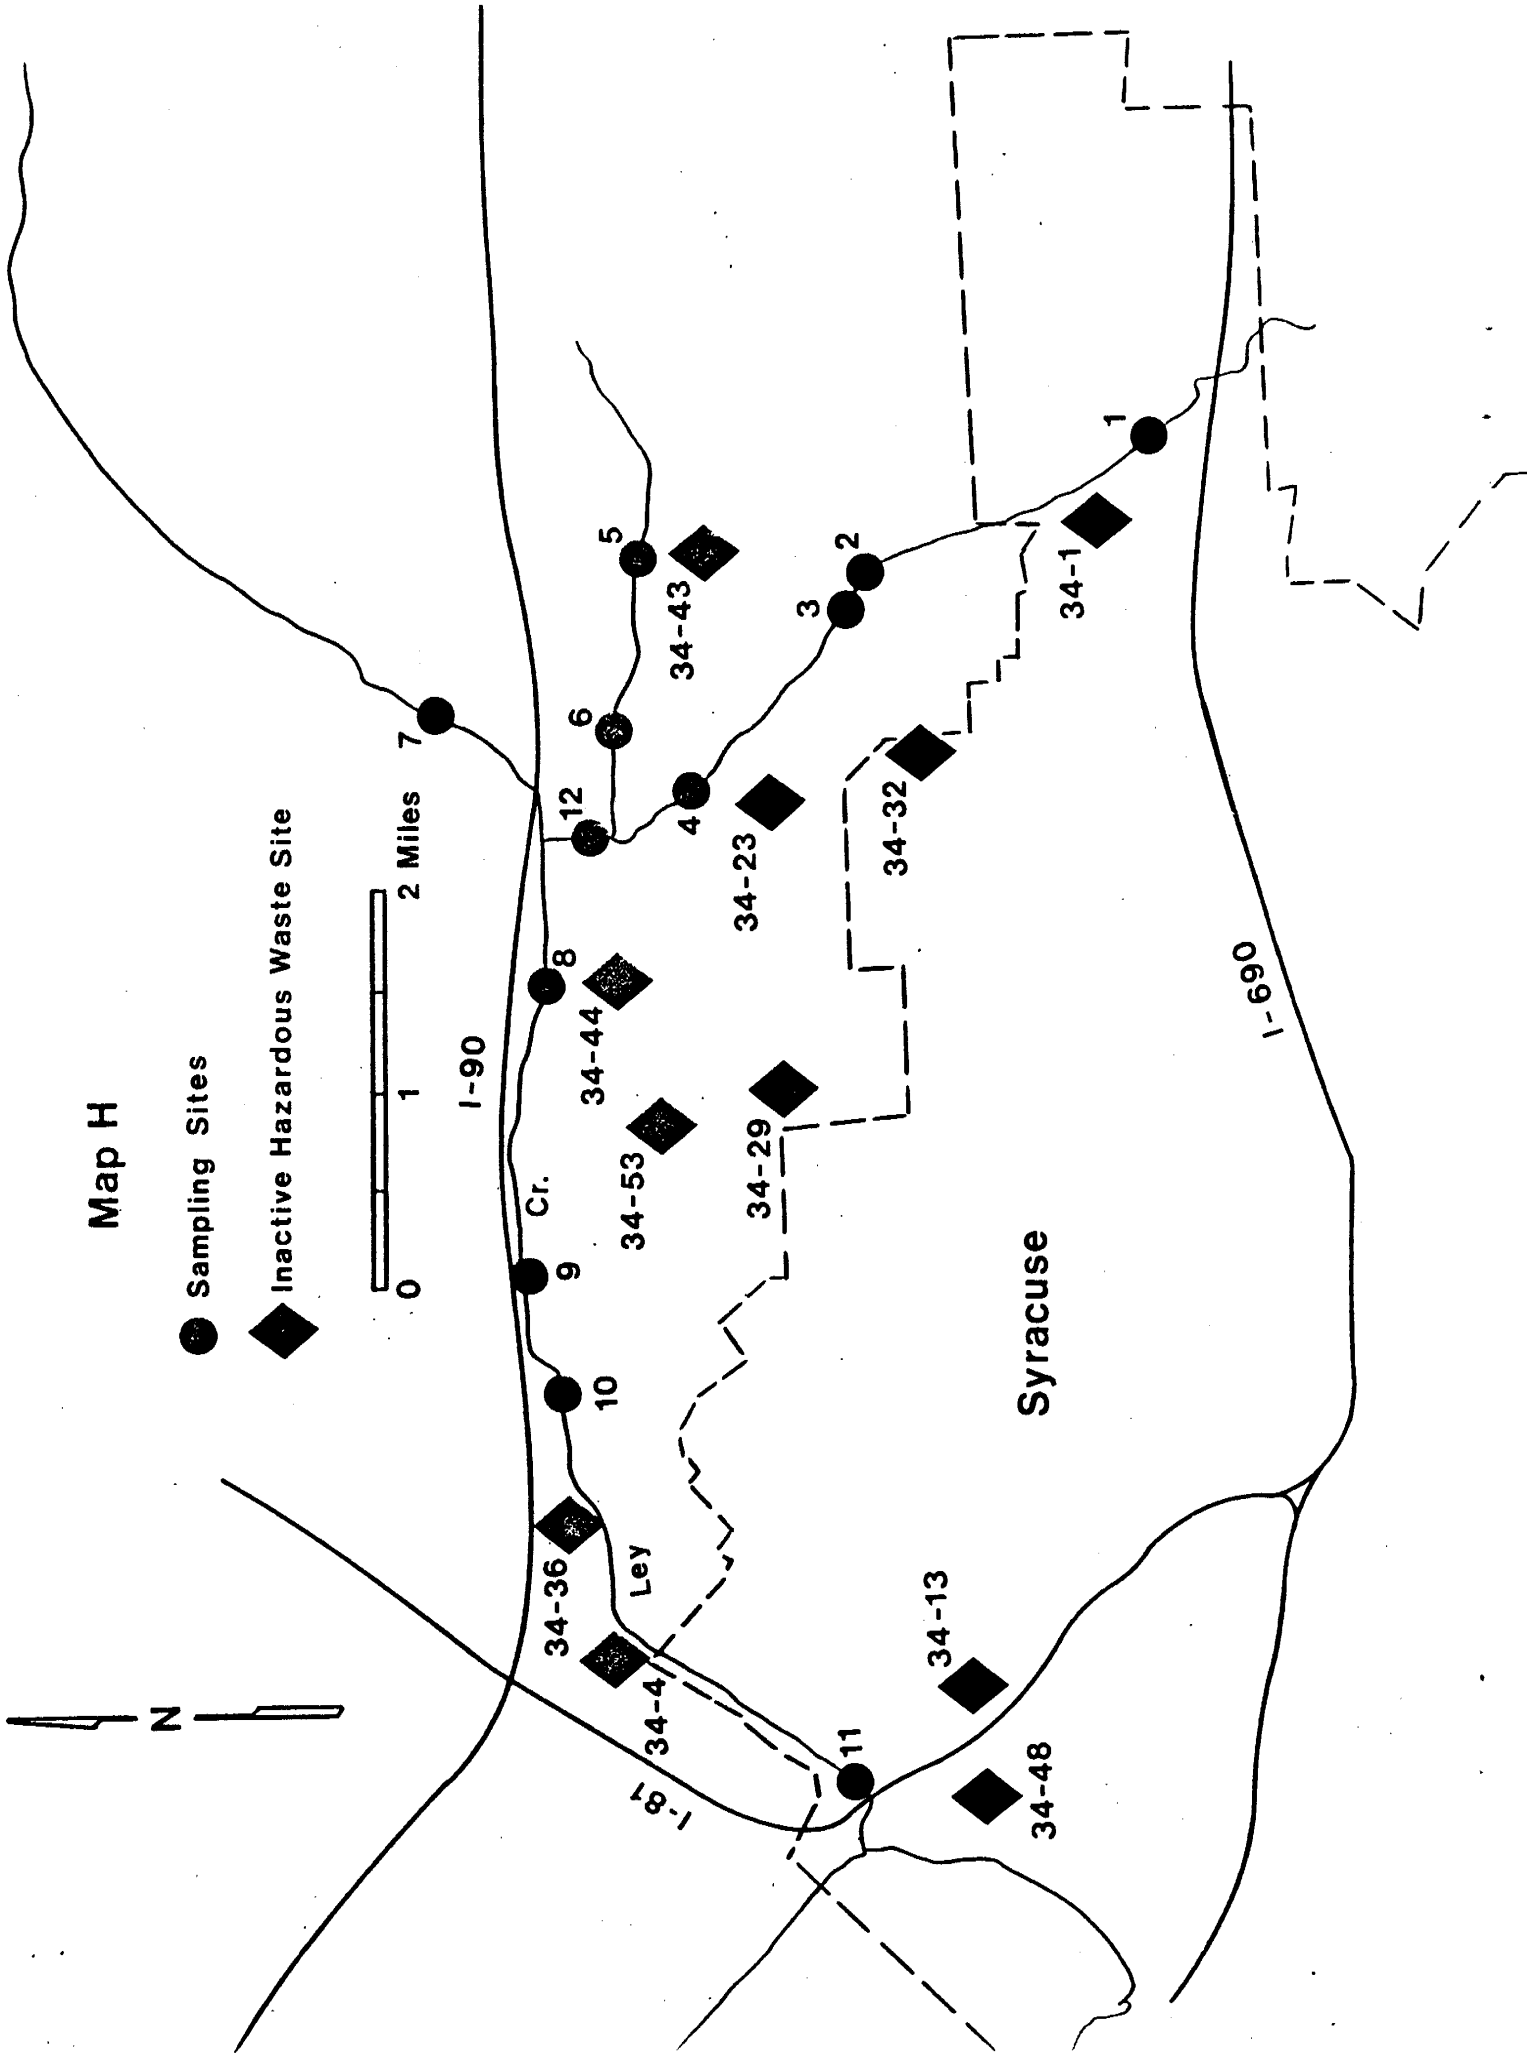 Map H
Sampling Sites
Inactive Hazardous Waste Site
0 1 2 Miles
N
I-90
I-81
I-690
Ley
Cr.
Syracuse
7
5
34-43
6
12
8
34-44
34-53
9
10
34-36
34-4
4
34-23
3
2
34-29
34-32
1
34-1
11
34-13
34-48